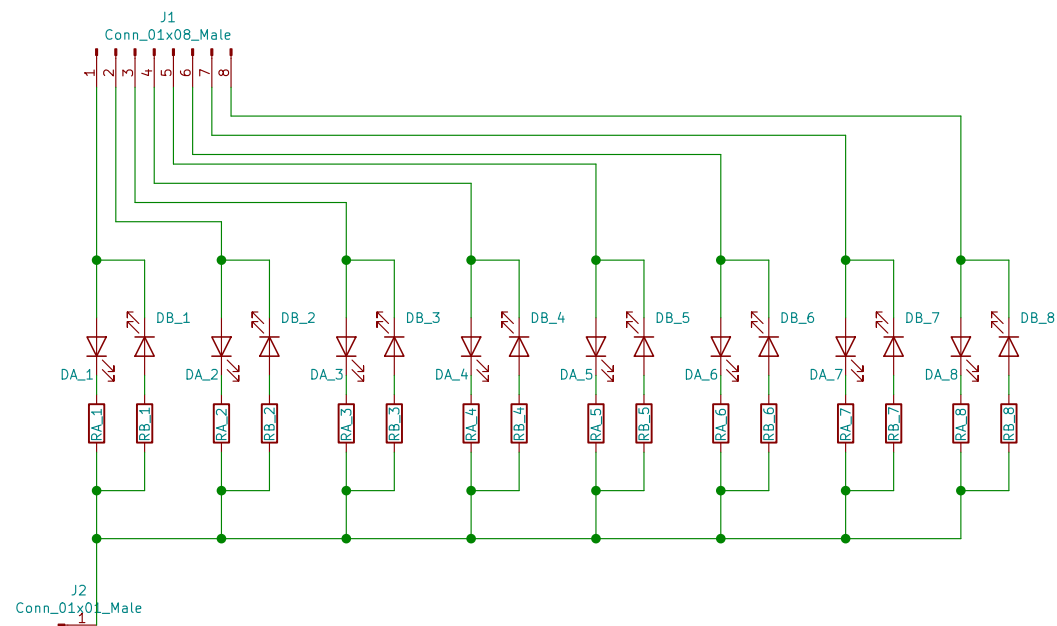 J1
Conn_01x08_Male
1 2 3 4 5 6 7 8
DB_1 DB_2 DB_3 DB_4 DB_5 DB_6 DB_7 DB_8
DA_1 DA_2 DA_3 DA_4 DA_5 DA_6 DA_7 DA_8
RA_1 RB_1 RA_2 RB_2 RA_3 RB_3 RA_4 RB_4 RA_5 RB_5 RA_6 RB_6 RA_7 RB_7 RA_8 RB_8
J2
Conn_01x01_Male
1